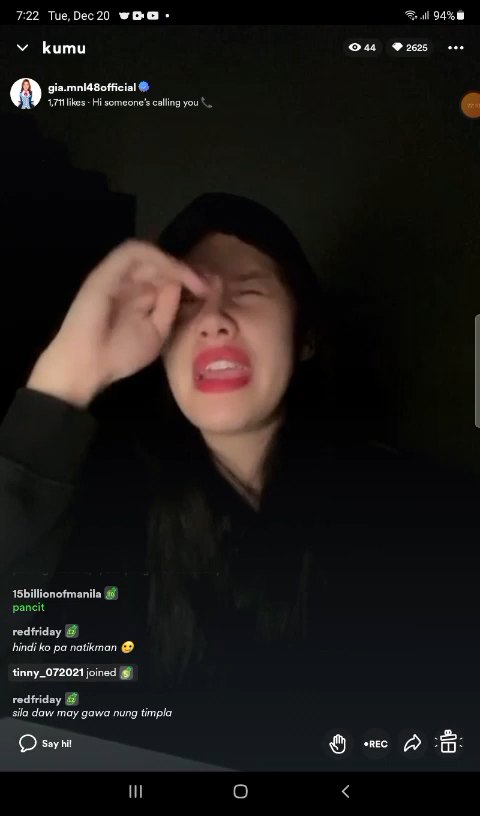 7:22 Tue, Dec 20 94%
kumu 44 2625
gia.mnl48official
1,711 likes · Hi someone's calling you 📞
15billionofmanila
pancit
redfriday
hindi ko pa natikman 🥲
tinny_072021 joined
redfriday
sila daw may gawa nung timpla
Say hi! •REC